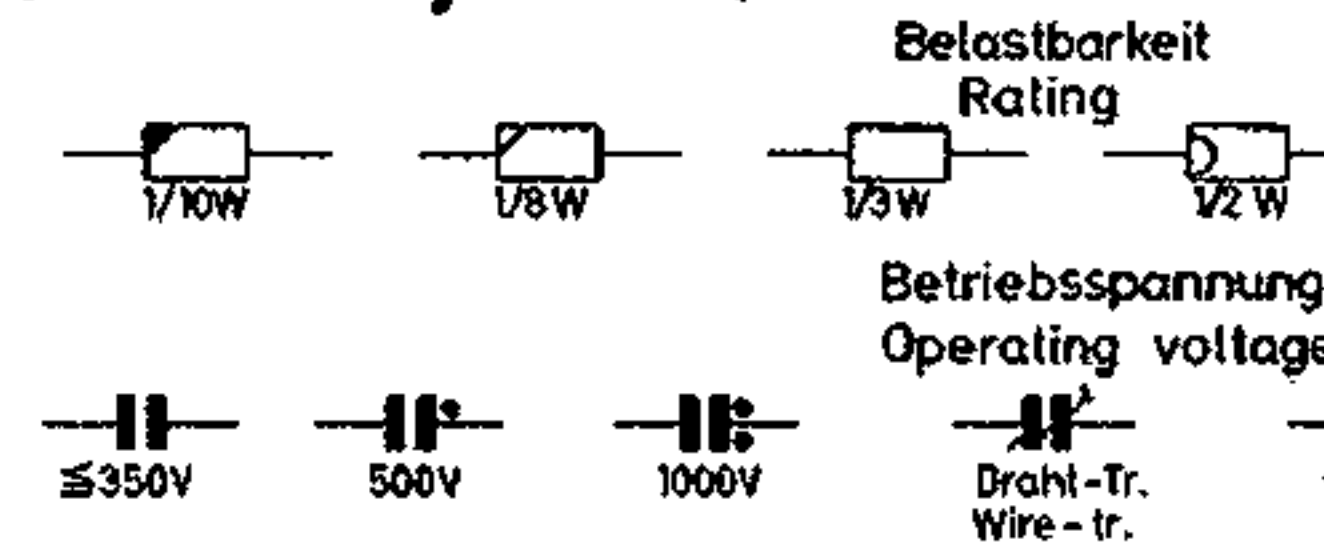 Belastbarkeit
Rating
1/10W 1/8W 1/3W 1/2 W
Betriebsspannung
Operating voltage
≦350V 500V 1000V Draht-Tr.
Wire-tr.